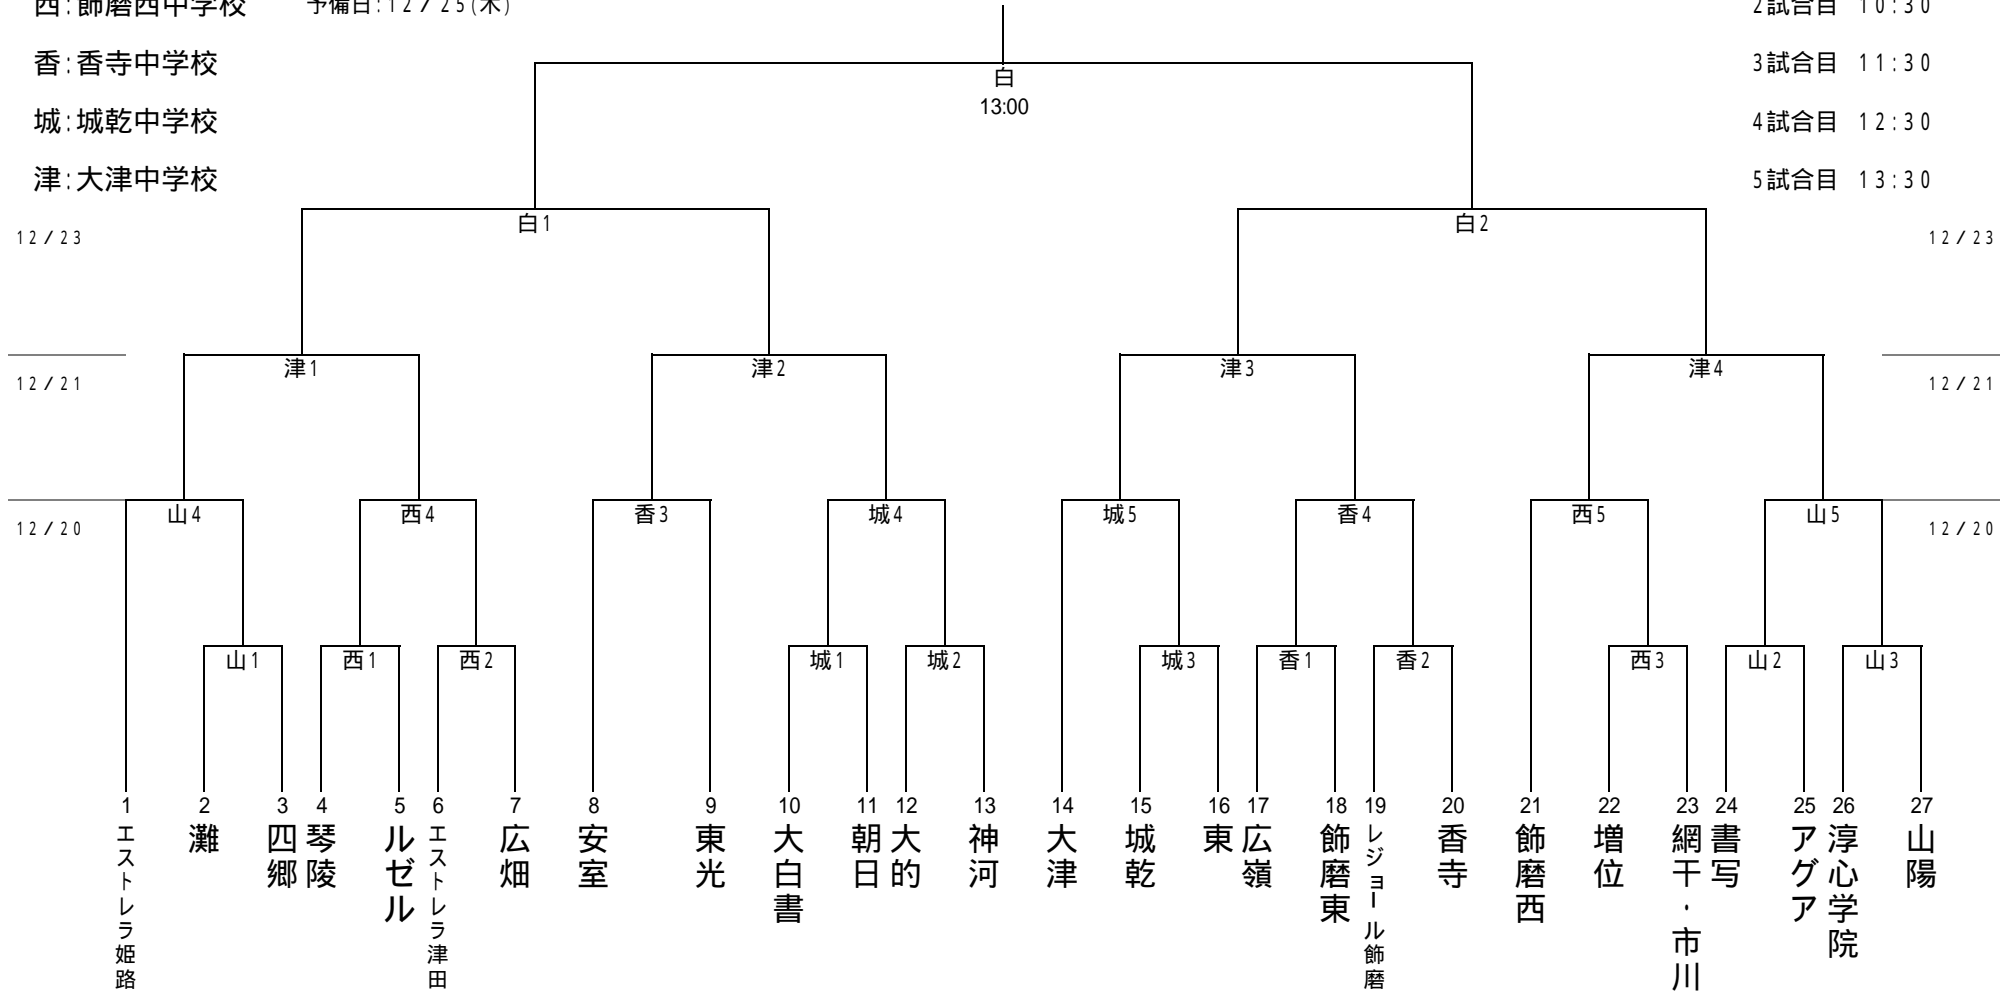 西:飾磨西中学校 予備日:12/25(木) 2試合目 10:30
香:香寺中学校 3試合目 11:30
白
13:00
城:城乾中学校 4試合目 12:30
津:大津中学校 5試合目 13:30
白1 白2
12/23 12/23
津1 津2 津3 津4
12/21 12/21
山4 西4 香3 城4 城5 香4 西5 山5
12/20 12/20
山1 西1 西2 城1 城2 城3 香1 香2 西3 山2 山3
1 エストレラ姫路
2 灘
3 四郷
4 琴陵
5 ルゼル
6 エストレラ津田
7 広畑
8 安室
9 東光
10 大白書
11 朝日
12 大的
13 神河
14 大津
15 城乾
16 東
17 広嶺
18 飾磨東
19 レジョール飾磨
20 香寺
21 飾磨西
22 増位
23 網干・市川
24 書写
25 アグア
26 淳心学院
27 山陽